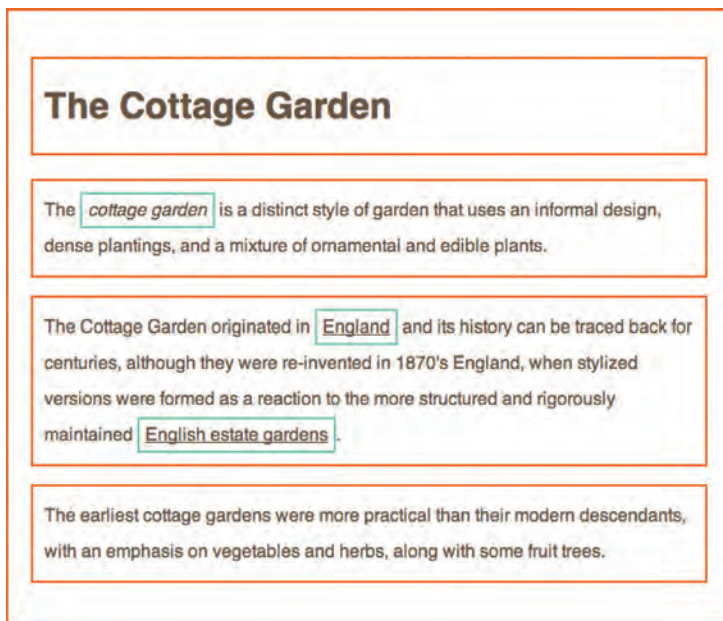 The Cottage Garden
The cottage garden is a distinct style of garden that uses an informal design,
dense plantings, and a mixture of ornamental and edible plants.
The Cottage Garden originated in England and its history can be traced back for
centuries, although they were re-invented in 1870's England, when stylized
versions were formed as a reaction to the more structured and rigorously
maintained English estate gardens.
The earliest cottage gardens were more practical than their modern descendants,
with an emphasis on vegetables and herbs, along with some fruit trees.